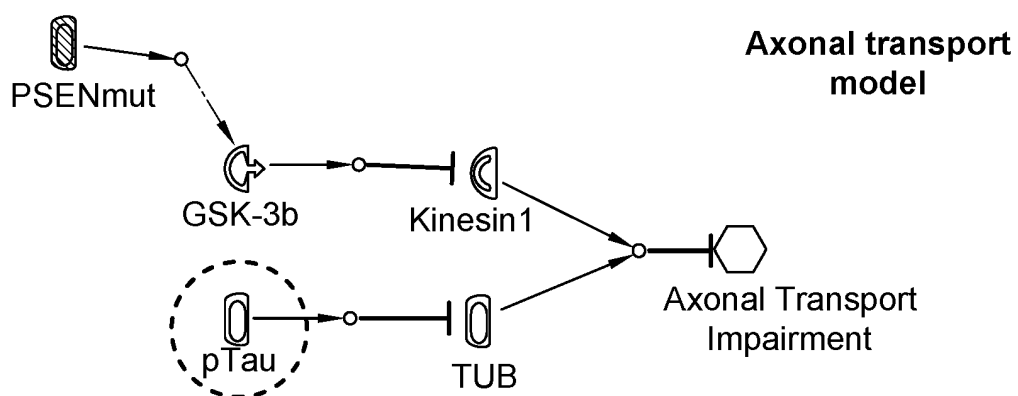 Axonal transport
model
PSENmut
GSK-3b
Kinesin1
Axonal Transport
Impairment
pTau
TUB